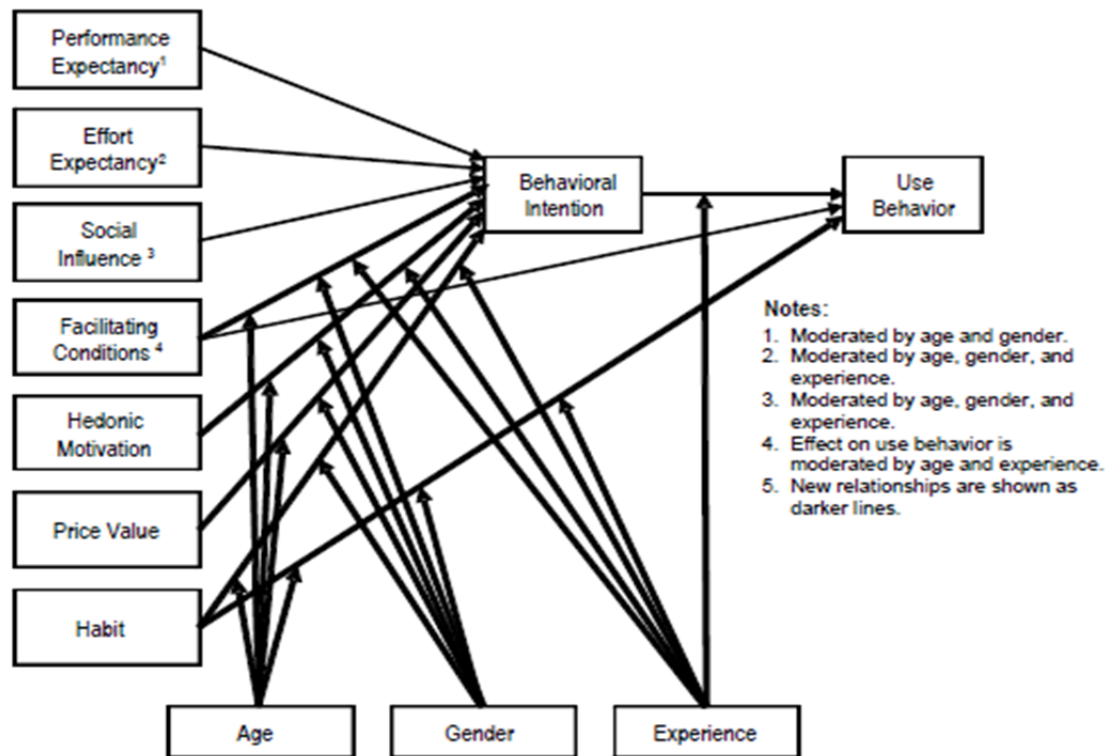 Performance
Expectancy¹
Effort
Expectancy²
Social
Influence ³
Facilitating
Conditions ⁴
Hedonic
Motivation
Price Value
Habit
Behavioral
Intention
Use
Behavior
Notes:
1. Moderated by age and gender.
2. Moderated by age, gender, and
experience.
3. Moderated by age, gender, and
experience.
4. Effect on use behavior is
moderated by age and experience.
5. New relationships are shown as
darker lines.
Age
Gender
Experience